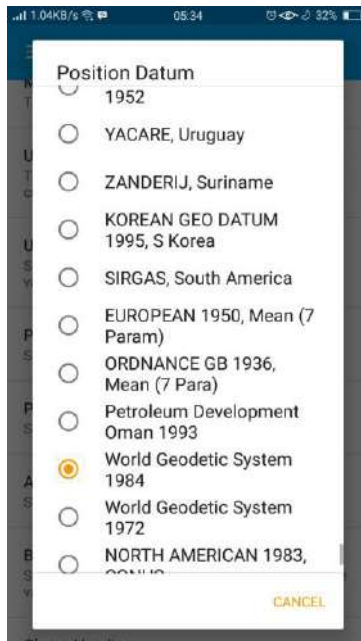 1.04KB/s 05:34 32%
Position Datum
1952
YACARE, Uruguay
ZANDERIJ, Suriname
KOREAN GEO DATUM
1995, S Korea
SIRGAS, South America
EUROPEAN 1950, Mean (7
Param)
ORDNANCE GB 1936,
Mean (7 Para)
Petroleum Development
Oman 1993
World Geodetic System
1984
World Geodetic System
1972
NORTH AMERICAN 1983,
CANCEL